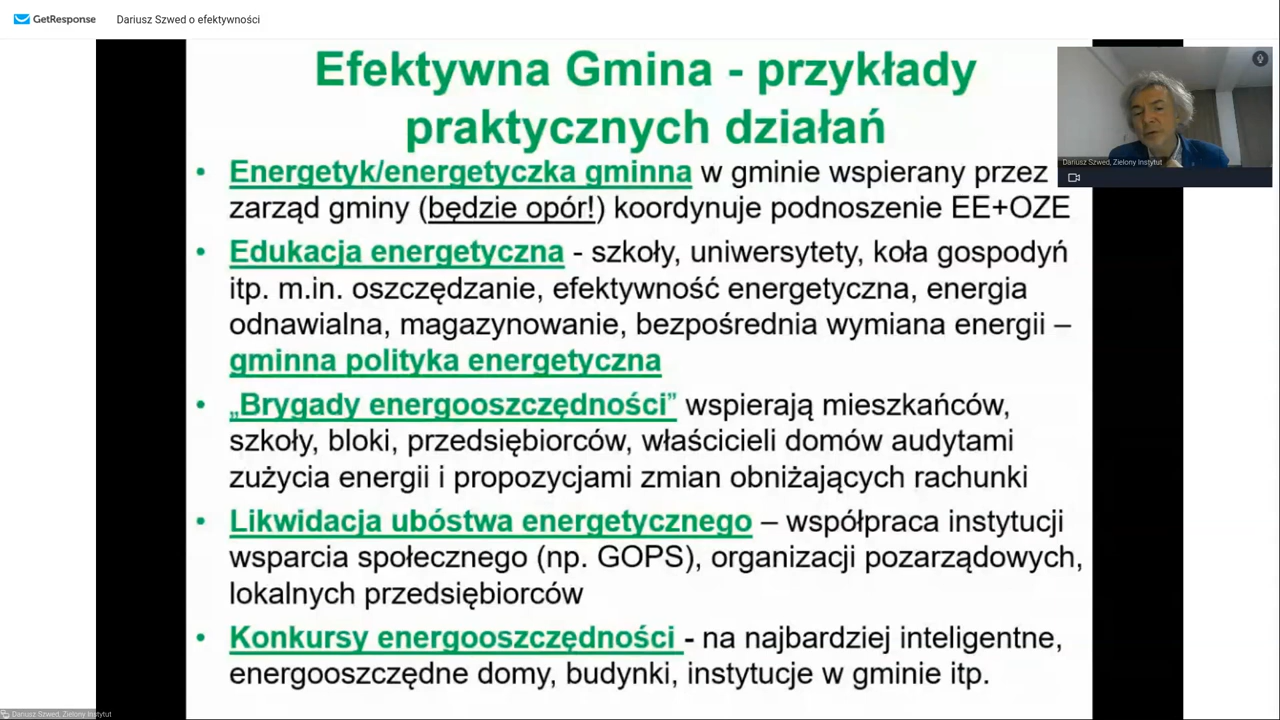 GetResponse Dariusz Szwed o efektywności
Efektywna Gmina - przykłady
praktycznych działań
• Energetyk/energetyczka gminna w gminie wspierany przez
zarząd gminy (będzie opór!) koordynuje podnoszenie EE+OZE
• Edukacja energetyczna - szkoły, uniwersytety, koła gospodyń
itp. m.in. oszczędzanie, efektywność energetyczna, energia
odnawialna, magazynowanie, bezpośrednia wymiana energii –
gminna polityka energetyczna
• „Brygady energooszczędności” wspierają mieszkańców,
szkoły, bloki, przedsiębiorców, właścicieli domów audytami
zużycia energii i propozycjami zmian obniżających rachunki
• Likwidacja ubóstwa energetycznego – współpraca instytucji
wsparcia społecznego (np. GOPS), organizacji pozarządowych,
lokalnych przedsiębiorców
• Konkursy energooszczędności - na najbardziej inteligentne,
energooszczędne domy, budynki, instytucje w gminie itp.
Dariusz Szwed, Zielony Instytut
Dariusz Szwed, Zielony Instytut